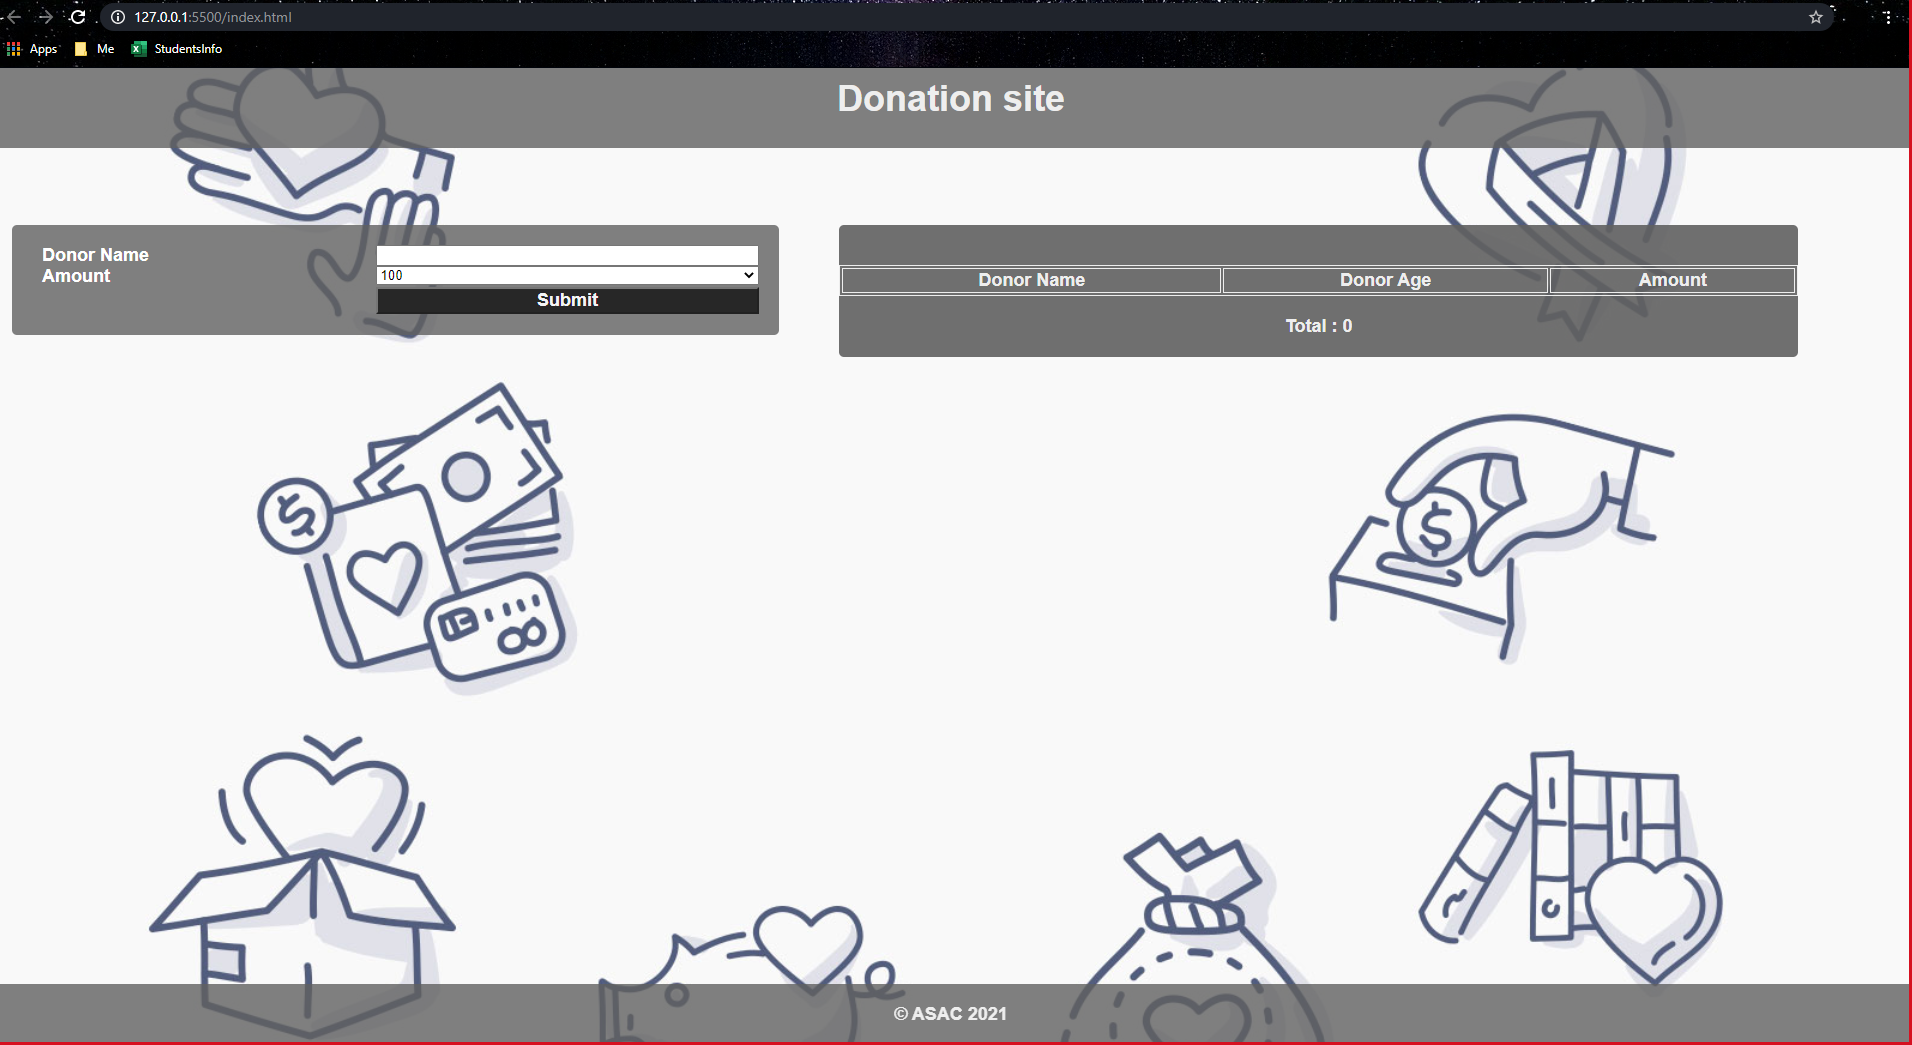 127.0.0.1:5500/index.html
Apps Me StudentsInfo
Donation site
Donor Name
Amount 100
Submit
Donor Name Donor Age Amount
Total : 0
$
$
© ASAC 2021